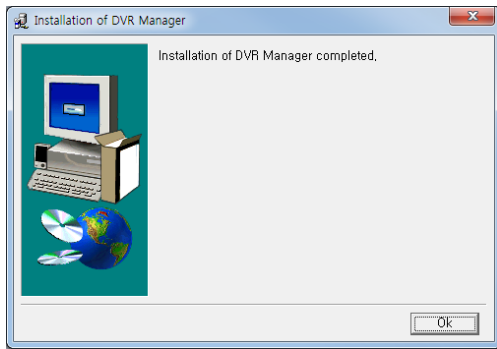 Installation of DVR Manager
Installation of DVR Manager completed,
Ok